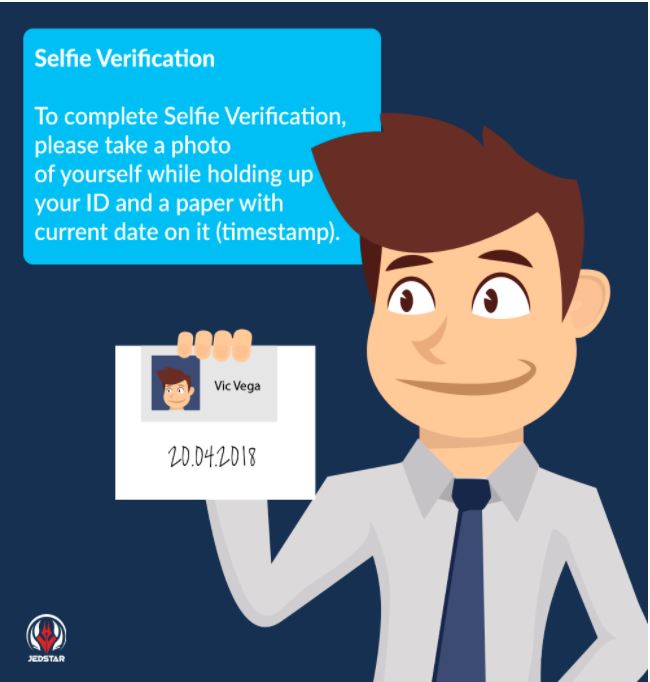 Selfie Verification
To complete Selfie Verification,
please take a photo
of yourself while holding up
your ID and a paper with
current date on it (timestamp).
Vic Vega
20.04.2018
JEDSTAR